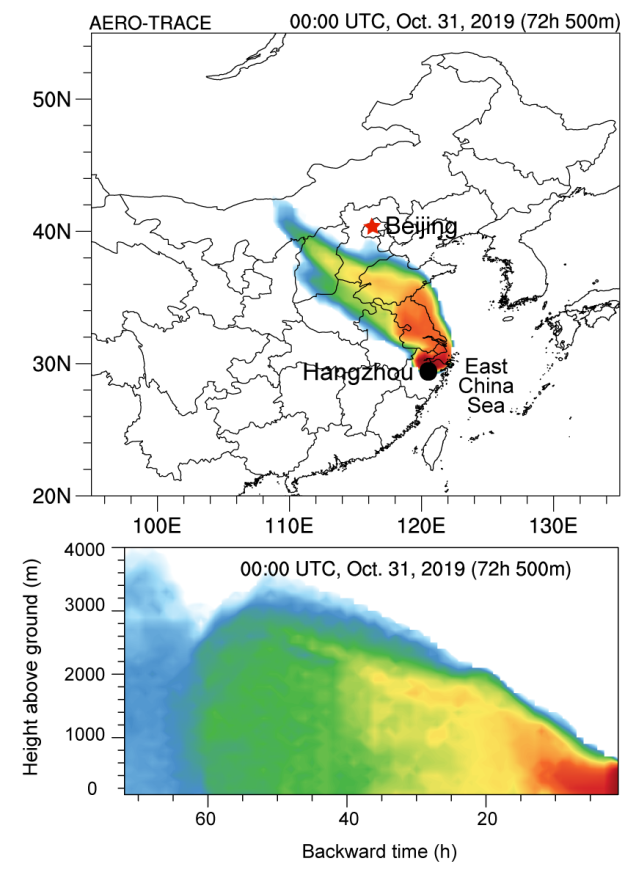 AERO-TRACE
00:00 UTC, Oct. 31, 2019 (72h 500m)
50N
40N
30N
20N
Beijing
Hangzhou
East
China
Sea
100E 110E 120E 130E
Height above ground (m)
4000
3000
2000
1000
0
00:00 UTC, Oct. 31, 2019 (72h 500m)
60 40 20
Backward time (h)